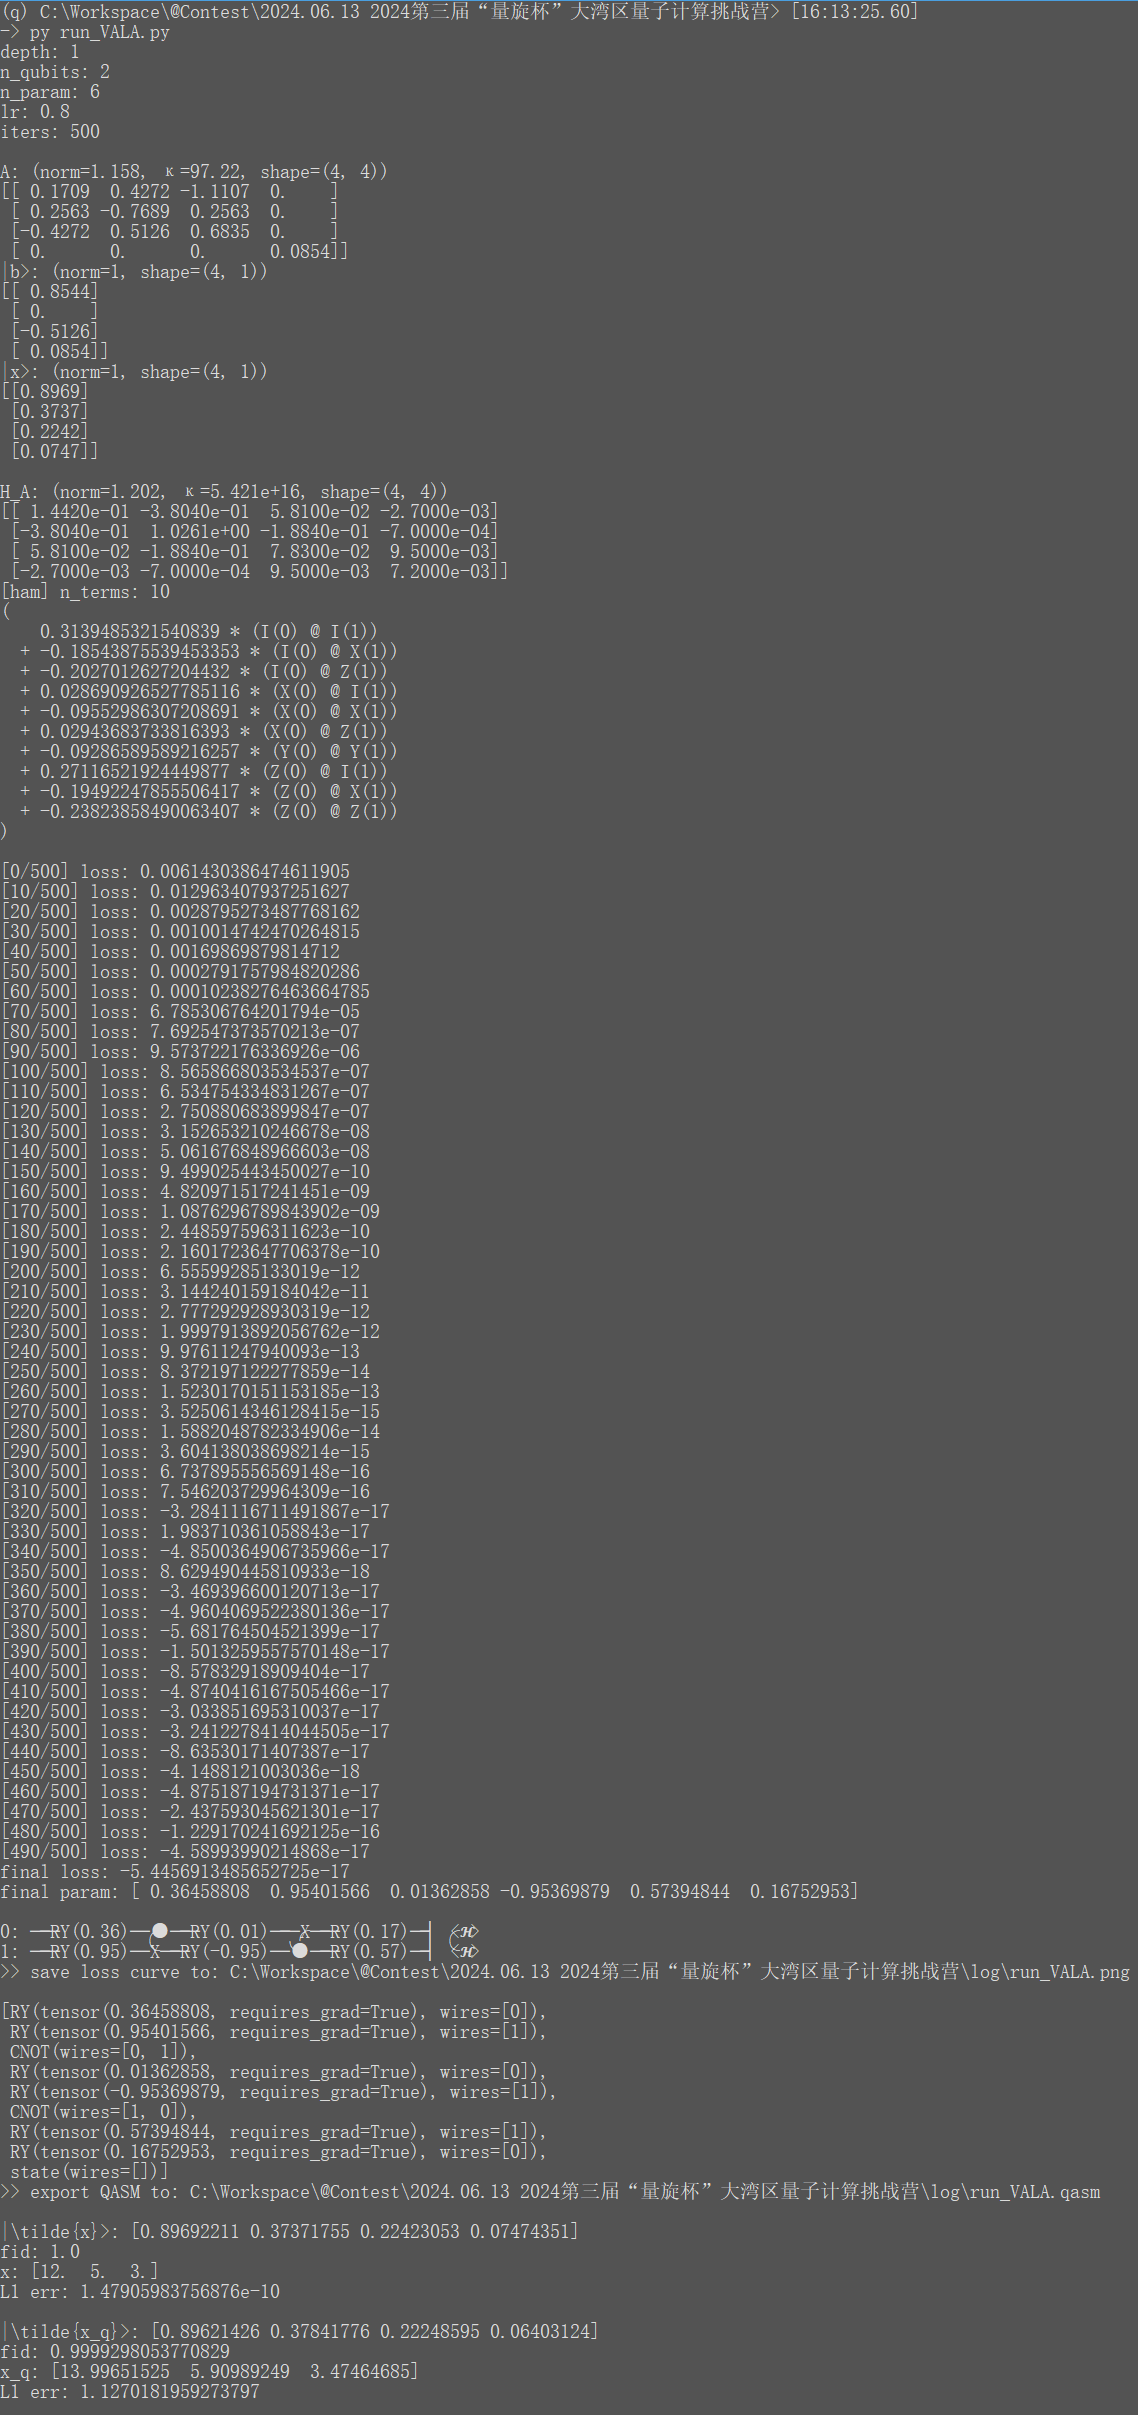 (q) C:\Workspace\@Contest\2024.06.13 2024第三届“量旋杯”大湾区量子计算挑战营> [16:13:25.60]
-> py run_VALA.py
depth: 1
n_qubits: 2
n_param: 6
lr: 0.8
iters: 500
A: (norm=1.158, κ=97.22, shape=(4, 4))
[[ 0.1709  0.4272 -1.1107  0.    ]
 [ 0.2563 -0.7689  0.2563  0.    ]
 [-0.4272  0.5126  0.6835  0.    ]
 [ 0.      0.      0.      0.0854]]
|b>: (norm=1, shape=(4, 1))
[[ 0.8544]
 [ 0.    ]
 [-0.5126]
 [ 0.0854]]
|x>: (norm=1, shape=(4, 1))
[[0.8969]
 [0.3737]
 [0.2242]
 [0.0747]]
H_A: (norm=1.202, κ=5.421e+16, shape=(4, 4))
[[ 1.4420e-01 -3.8040e-01  5.8100e-02 -2.7000e-03]
 [-3.8040e-01  1.0261e+00 -1.8840e-01 -7.0000e-04]
 [ 5.8100e-02 -1.8840e-01  7.8300e-02  9.5000e-03]
 [-2.7000e-03 -7.0000e-04  9.5000e-03  7.2000e-03]]
[ham] n_terms: 10
(
    0.3139485321540839 * (I(0) @ I(1))
  + -0.18543875539453353 * (I(0) @ X(1))
  + -0.2027012627204432 * (I(0) @ Z(1))
  + 0.028690926527785116 * (X(0) @ I(1))
  + -0.09552986307208691 * (X(0) @ X(1))
  + 0.02943683733816393 * (X(0) @ Z(1))
  + -0.09286589589216257 * (Y(0) @ Y(1))
  + 0.27116521924449877 * (Z(0) @ I(1))
  + -0.19492247855506417 * (Z(0) @ X(1))
  + -0.23823858490063407 * (Z(0) @ Z(1))
)
[0/500] loss: 0.0061430386474611905
[10/500] loss: 0.012963407937251627
[20/500] loss: 0.0028795273487768162
[30/500] loss: 0.0010014742470264815
[40/500] loss: 0.00169869879814712
[50/500] loss: 0.0002791757984820286
[60/500] loss: 0.00010238276463664785
[70/500] loss: 6.785306764201794e-05
[80/500] loss: 7.692547373570213e-07
[90/500] loss: 9.573722176336926e-06
[100/500] loss: 8.565866803534537e-07
[110/500] loss: 6.534754334831267e-07
[120/500] loss: 2.750880683899847e-07
[130/500] loss: 3.152653210246678e-08
[140/500] loss: 5.061676848966603e-08
[150/500] loss: 9.499025443450027e-10
[160/500] loss: 4.820971517241451e-09
[170/500] loss: 1.0876296789843902e-09
[180/500] loss: 2.448597596311623e-10
[190/500] loss: 2.1601723647706378e-10
[200/500] loss: 6.55599285133019e-12
[210/500] loss: 3.144240159184042e-11
[220/500] loss: 2.777292928930319e-12
[230/500] loss: 1.9997913892056762e-12
[240/500] loss: 9.97611247940093e-13
[250/500] loss: 8.372197122277859e-14
[260/500] loss: 1.5230170151153185e-13
[270/500] loss: 3.5250614346128415e-15
[280/500] loss: 1.5882048782334906e-14
[290/500] loss: 3.604138038698214e-15
[300/500] loss: 6.737895556569148e-16
[310/500] loss: 7.546203729964309e-16
[320/500] loss: -3.2841116711491867e-17
[330/500] loss: 1.983710361058843e-17
[340/500] loss: -4.8500364906735966e-17
[350/500] loss: 8.629490445810933e-18
[360/500] loss: -3.469396600120713e-17
[370/500] loss: -4.9604069522380136e-17
[380/500] loss: -5.681764504521399e-17
[390/500] loss: -1.5013259557570148e-17
[400/500] loss: -8.57832918909404e-17
[410/500] loss: -4.8740416167505466e-17
[420/500] loss: -3.033851695310037e-17
[430/500] loss: -3.2412278414044505e-17
[440/500] loss: -8.63530171407387e-17
[450/500] loss: -4.1488121003036e-18
[460/500] loss: -4.875187194731371e-17
[470/500] loss: -2.437593045621301e-17
[480/500] loss: -1.229170241692125e-16
[490/500] loss: -4.58993990214868e-17
final loss: -5.4456913485652725e-17
final param: [ 0.36458808  0.95401566  0.01362858 -0.95369879  0.57394844  0.16752953]
0: ──RY(0.36)──●──RY(0.01)───X──RY(0.17)──┤  <𝓗>
1: ──RY(0.95)──X──RY(-0.95)──●──RY(0.57)──┤  <𝓗>
>> save loss curve to: C:\Workspace\@Contest\2024.06.13 2024第三届“量旋杯”大湾区量子计算挑战营\log\run_VALA.png
[RY(tensor(0.36458808, requires_grad=True), wires=[0]),
 RY(tensor(0.95401566, requires_grad=True), wires=[1]),
 CNOT(wires=[0, 1]),
 RY(tensor(0.01362858, requires_grad=True), wires=[0]),
 RY(tensor(-0.95369879, requires_grad=True), wires=[1]),
 CNOT(wires=[1, 0]),
 RY(tensor(0.57394844, requires_grad=True), wires=[1]),
 RY(tensor(0.16752953, requires_grad=True), wires=[0]),
 state(wires=[])]
>> export QASM to: C:\Workspace\@Contest\2024.06.13 2024第三届“量旋杯”大湾区量子计算挑战营\log\run_VALA.qasm
|\tilde{x}>: [0.89692211 0.37371755 0.22423053 0.07474351]
fid: 1.0
x: [12.  5.  3.]
L1 err: 1.47905983756876e-10
|\tilde{x_q}>: [0.89621426 0.37841776 0.22248595 0.06403124]
fid: 0.9999298053770829
x_q: [13.99651525  5.90989249  3.47464685]
L1 err: 1.1270181959273797